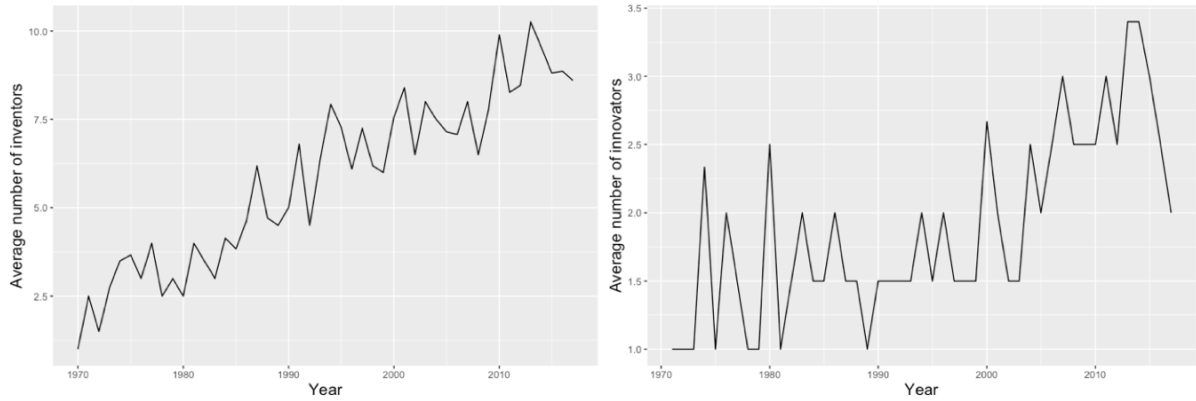 Average number of inventors
10.0
7.5
5.0
2.5
1970 1980 1990 2000 2010
Year
Average number of innovators
3.5
3.0
2.5
2.0
1.5
1.0
1970 1980 1990 2000 2010
Year